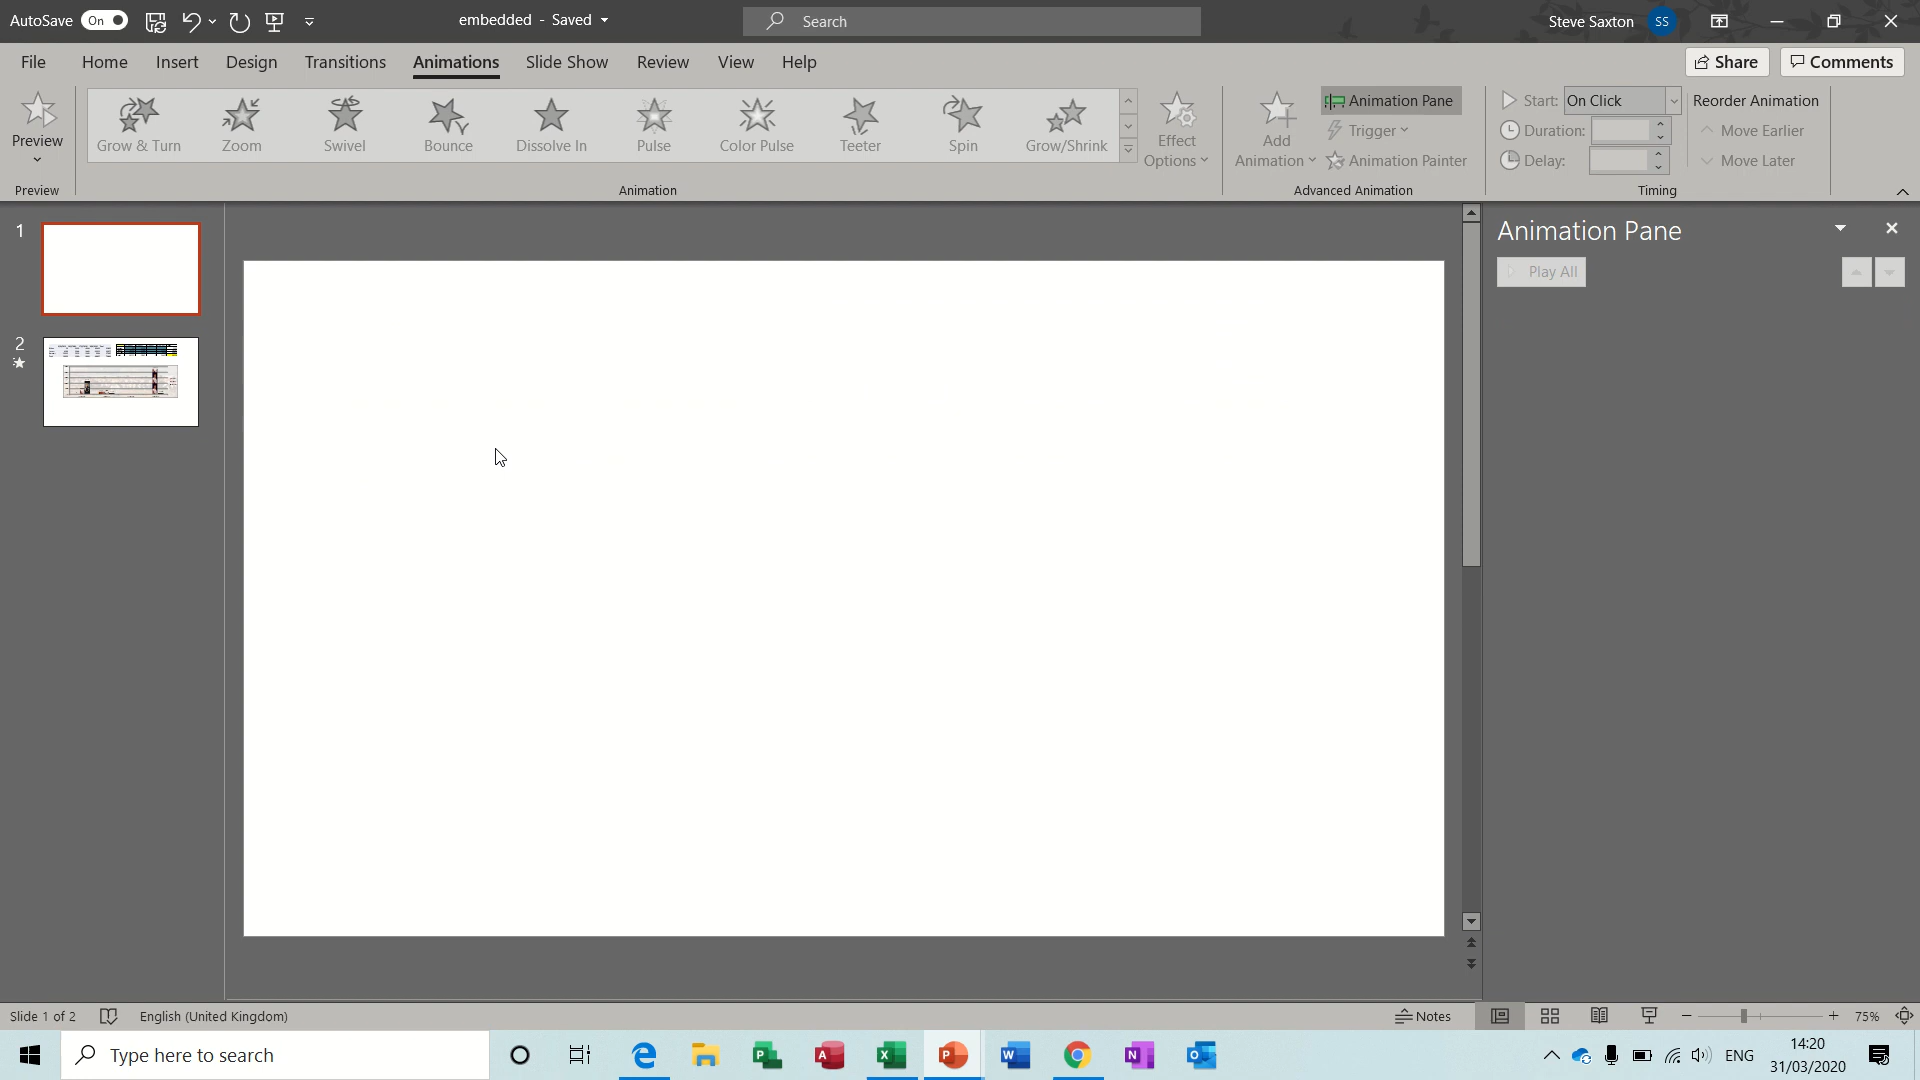 AutoSave On
embedded - Saved
Search
Steve Saxton SS
File Home Insert Design Transitions Animations Slide Show Review View Help
Share Comments
Preview
Grow & Turn Zoom Swivel Bounce Dissolve In Pulse Color Pulse Teeter Spin Grow/Shrink
Effect
Options
Add
Animation
Animation Pane
Trigger
Animation Painter
Start: On Click
Duration:
Delay:
Reorder Animation
Move Earlier
Move Later
Preview Animation Advanced Animation Timing
1
2
Animation Pane
Play All
Slide 1 of 2 English (United Kingdom)
Notes
75%
Type here to search
P A X P W N O
ENG
14:20
31/03/2020